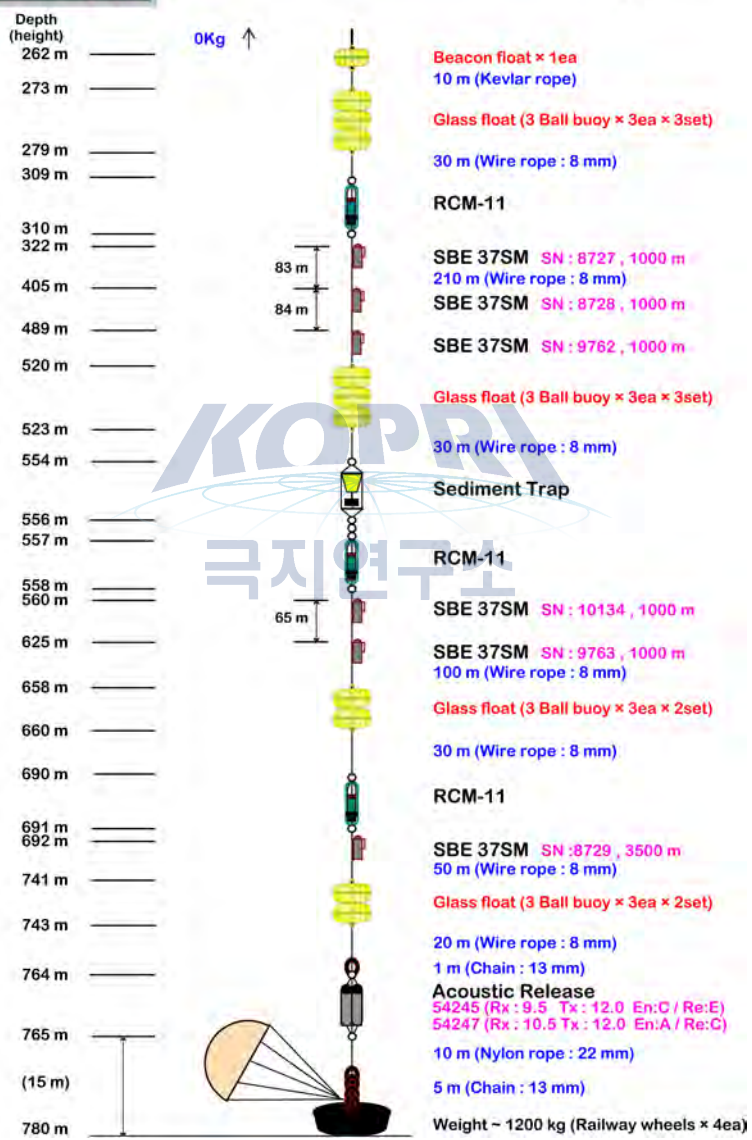 Depth
(height)
0Kg
262 m
Beacon float × 1ea
10 m (Kevlar rope)
273 m
Glass float (3 Ball buoy × 3ea × 3set)
279 m
30 m (Wire rope : 8 mm)
309 m
RCM-11
310 m
322 m
SBE 37SM SN : 8727 , 1000 m
83 m
210 m (Wire rope : 8 mm)
405 m
SBE 37SM SN : 8728 , 1000 m
84 m
489 m
SBE 37SM SN : 9762 , 1000 m
520 m
Glass float (3 Ball buoy × 3ea × 3set)
KOPRI
523 m
30 m (Wire rope : 8 mm)
554 m
Sediment Trap
556 m
557 m
RCM-11
극지연구소
558 m
560 m
SBE 37SM SN : 10134 , 1000 m
65 m
625 m
SBE 37SM SN : 9763 , 1000 m
100 m (Wire rope : 8 mm)
658 m
Glass float (3 Ball buoy × 3ea × 2set)
660 m
30 m (Wire rope : 8 mm)
690 m
RCM-11
691 m
692 m
SBE 37SM SN :8729 , 3500 m
50 m (Wire rope : 8 mm)
741 m
Glass float (3 Ball buoy × 3ea × 2set)
743 m
20 m (Wire rope : 8 mm)
1 m (Chain : 13 mm)
764 m
Acoustic Release
54245 (Rx : 9.5 Tx : 12.0 En:C / Re:E)
54247 (Rx : 10.5 Tx : 12.0 En:A / Re:C)
765 m
10 m (Nylon rope : 22 mm)
(15 m)
5 m (Chain : 13 mm)
780 m
Weight ~ 1200 kg (Railway wheels × 4ea)